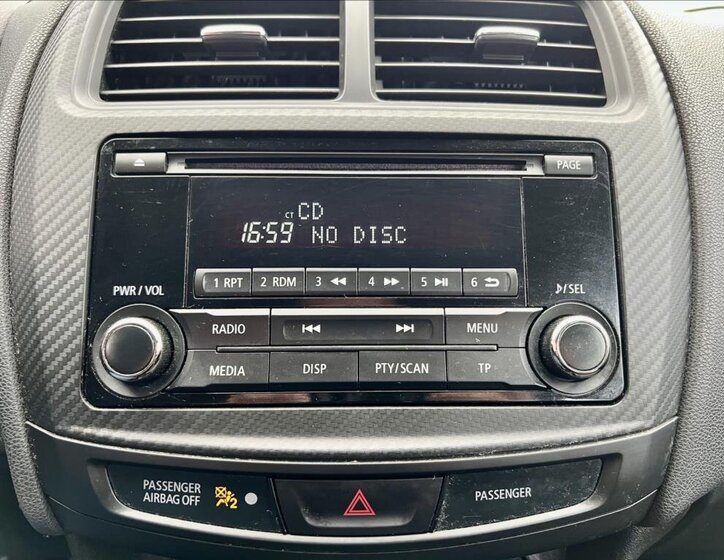 PAGE
CT CD
16:59 NO DISC
1 RPT 2 RDM 3 4 5 6
PWR / VOL
/SEL
RADIO MENU
MEDIA DISP PTY/SCAN TP
PASSENGER
AIRBAG OFF
2
PASSENGER